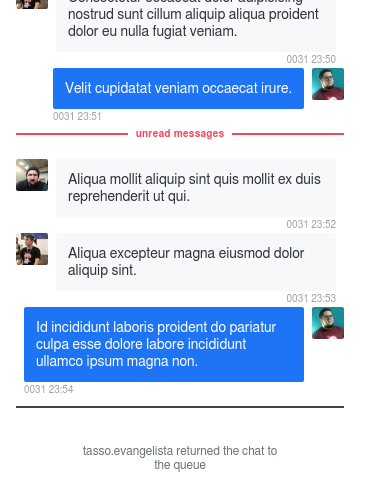 nostrud sunt cillum aliquip aliqua proident
dolor eu nulla fugiat veniam.
0031 23:50
Velit cupidatat veniam occaecat irure.
0031 23:51
unread messages
Aliqua mollit aliquip sint quis mollit ex duis
reprehenderit ut qui.
0031 23:52
Aliqua excepteur magna eiusmod dolor
aliquip sint.
0031 23:53
Id incididunt laboris proident do pariatur
culpa esse dolore labore incididunt
ullamco ipsum magna non.
0031 23:54
tasso.evangelista returned the chat to
the queue